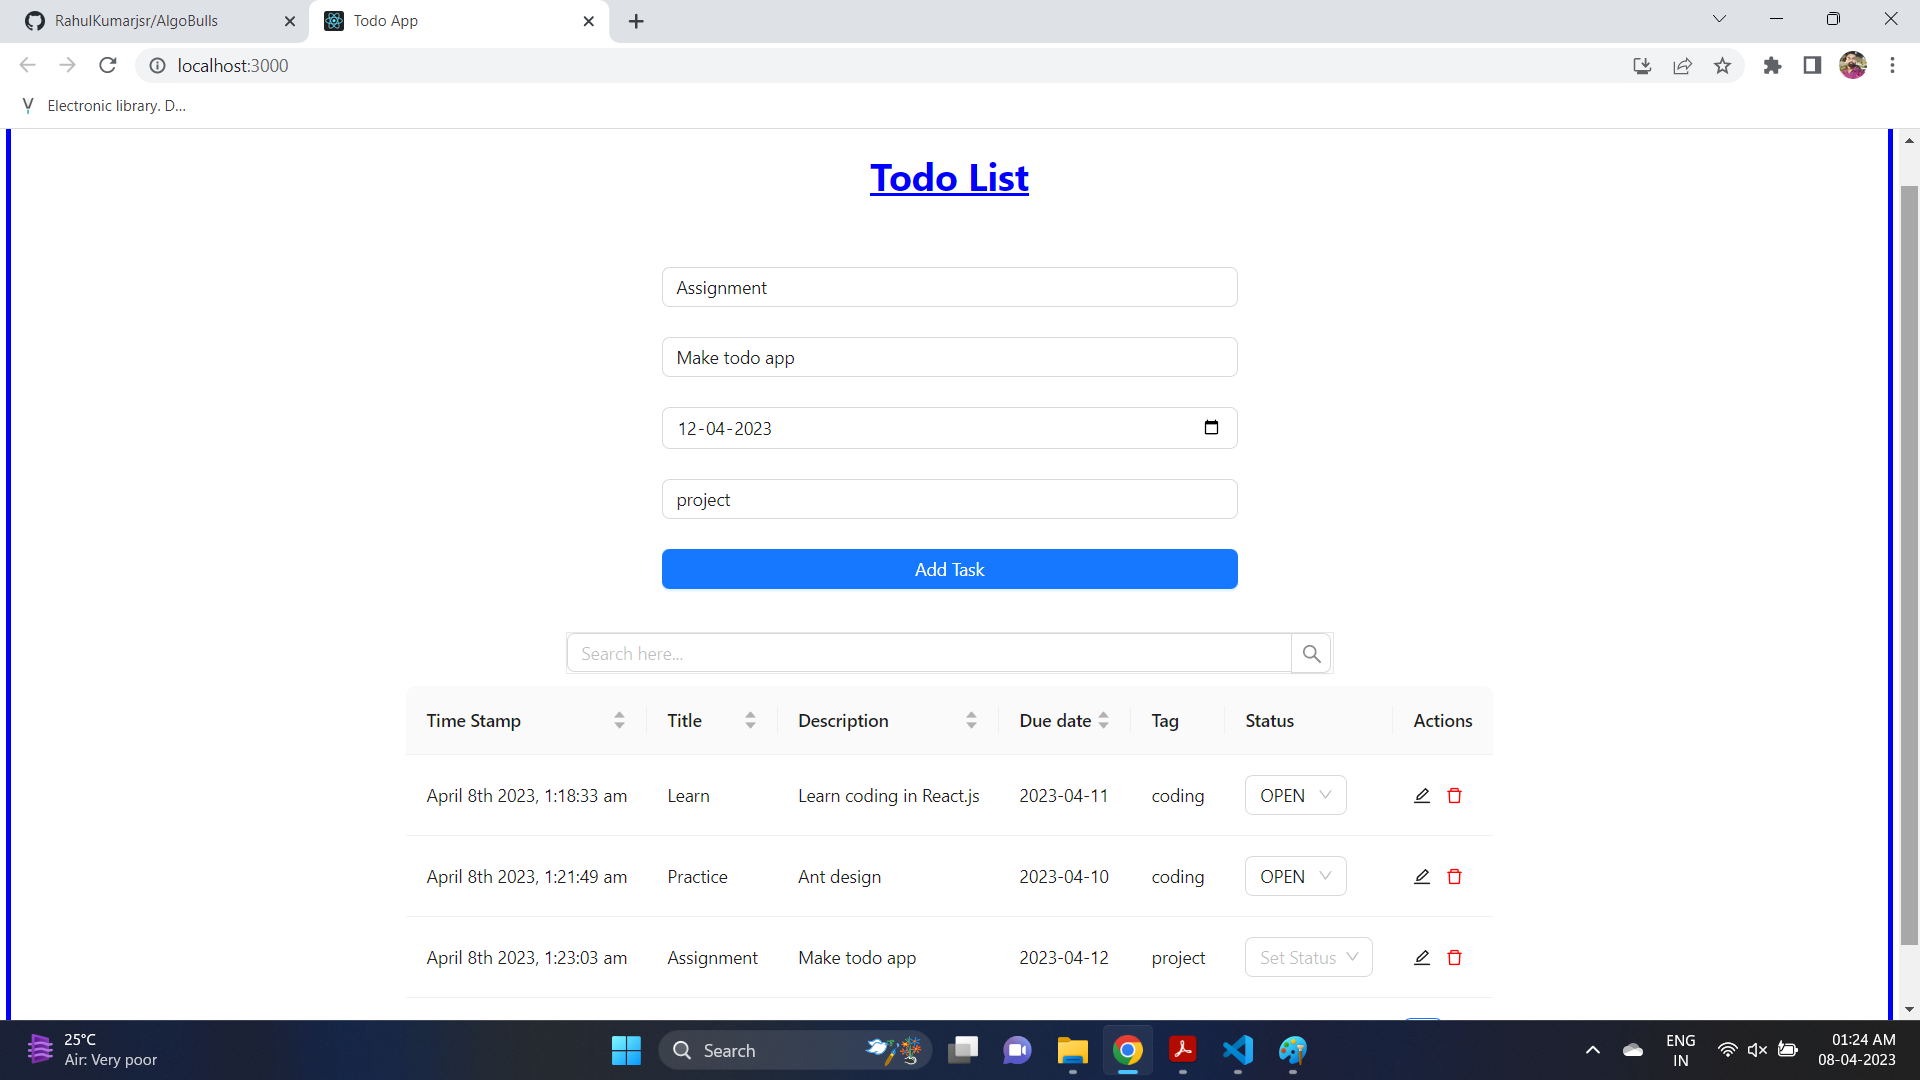 RahulKumarjsr/AlgoBulls
Todo App
localhost:3000
Electronic library. D...
Todo List
Assignment
Make todo app
12-04-2023
project
Add Task
Search here...
Time Stamp Title Description Due date Tag Status Actions
April 8th 2023, 1:18:33 am Learn Learn coding in React.js 2023-04-11 coding OPEN
April 8th 2023, 1:21:49 am Practice Ant design 2023-04-10 coding OPEN
April 8th 2023, 1:23:03 am Assignment Make todo app 2023-04-12 project Set Status
25°C
Air: Very poor
Search
ENG
IN
01:24 AM
08-04-2023